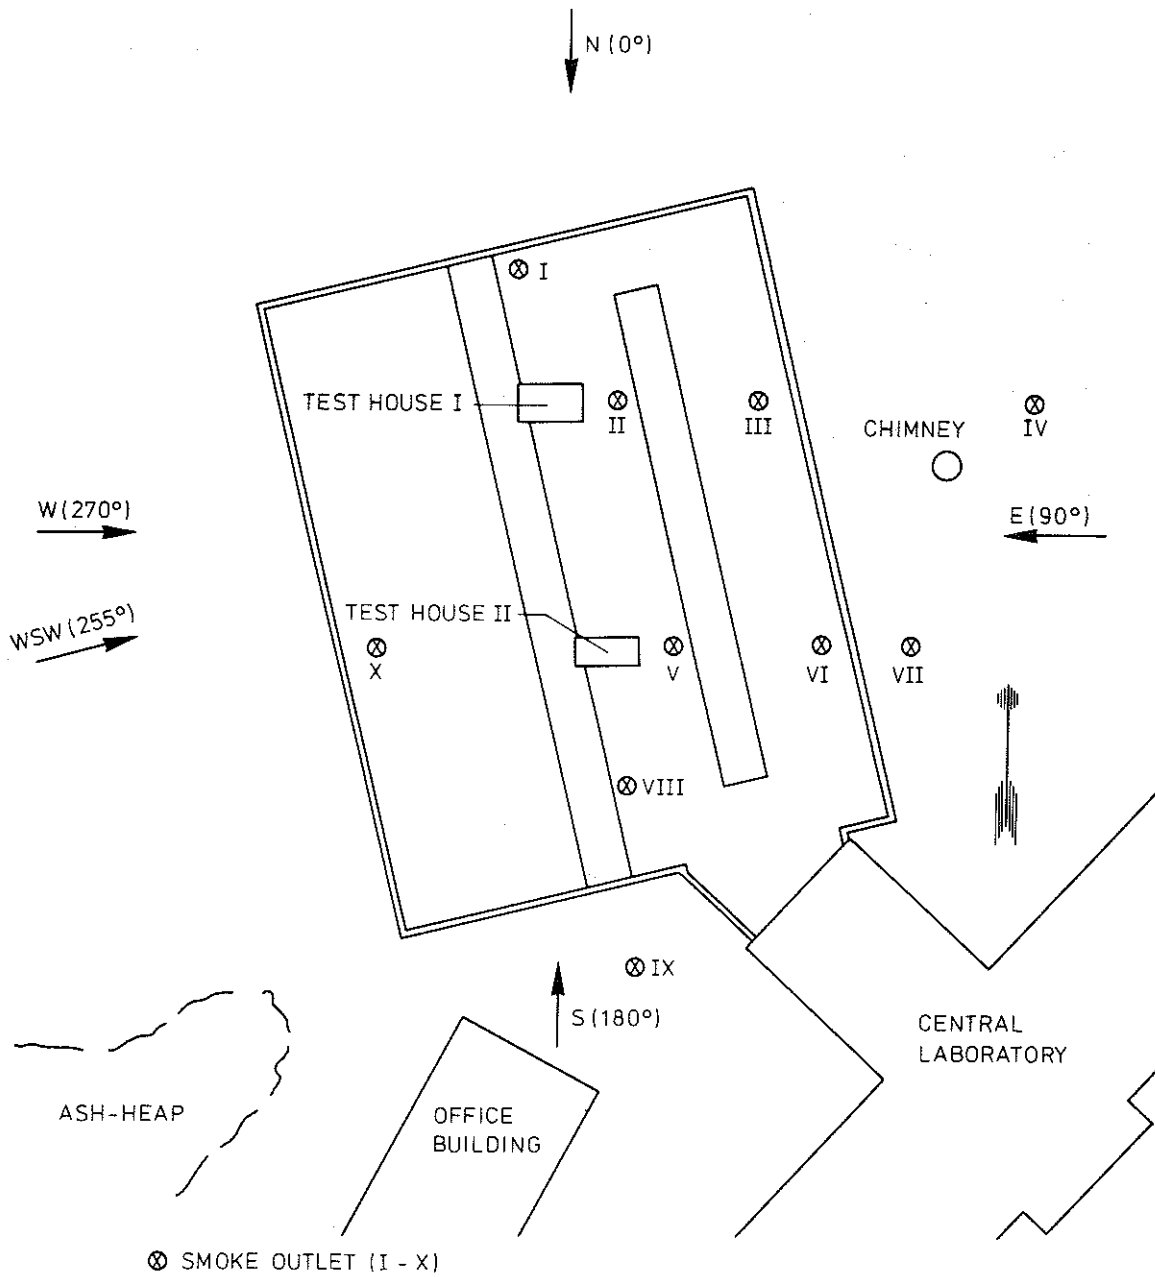 N (0°)
I
TEST HOUSE I
II
III
IV
CHIMNEY
W (270°)
E (90°)
WSW (255°)
TEST HOUSE II
X
V
VI
VII
VIII
IX
S (180°)
CENTRAL
LABORATORY
ASH-HEAP
OFFICE
BUILDING
SMOKE OUTLET (I - X)